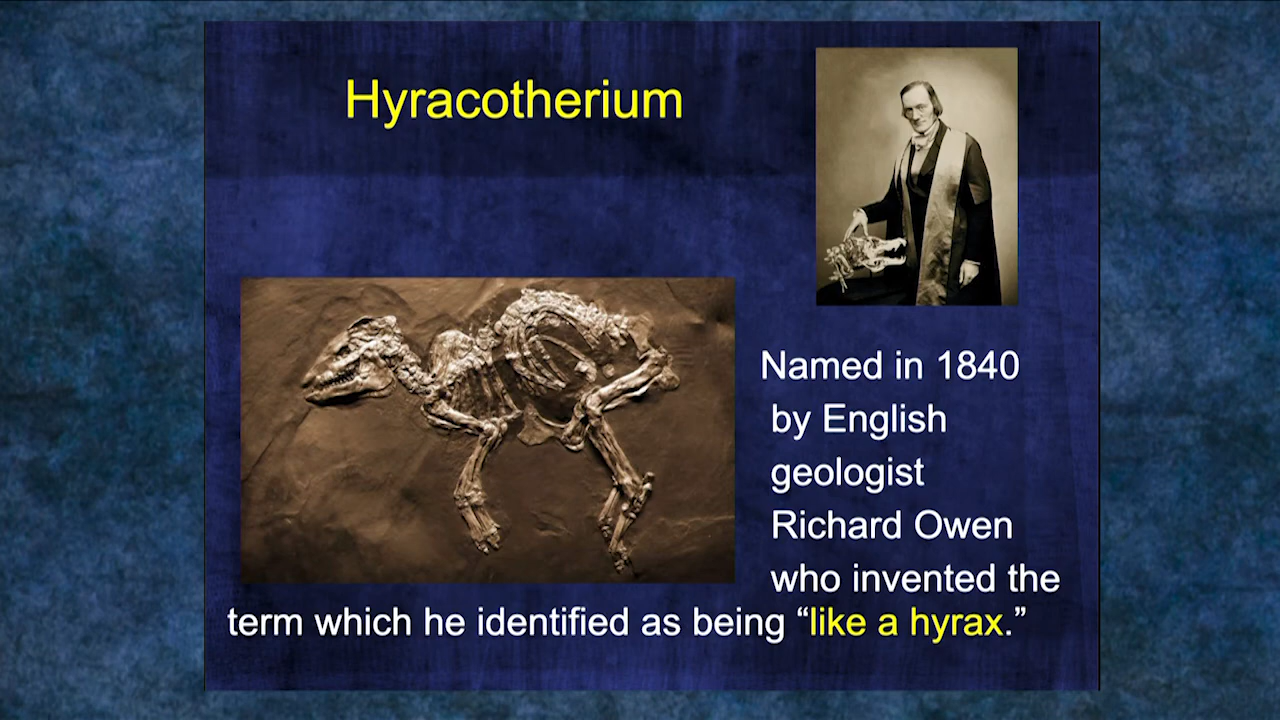 Hyracotherium
Named in 1840
by English
geologist
Richard Owen
who invented the
term which he identified as being “like a hyrax.”